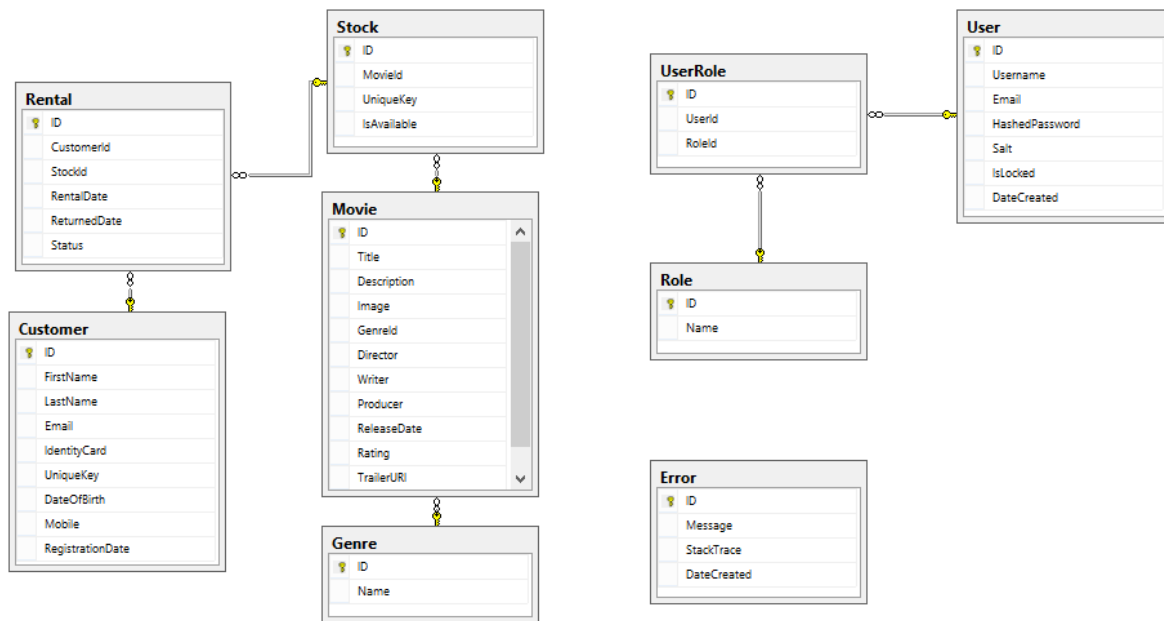 Stock
ID
MovieId
UniqueKey
IsAvailable
Rental
ID
CustomerId
StockId
RentalDate
ReturnedDate
Status
Movie
ID
Title
Description
Image
GenreId
Director
Writer
Producer
ReleaseDate
Rating
TrailerURI
Customer
ID
FirstName
LastName
Email
IdentityCard
UniqueKey
DateOfBirth
Mobile
RegistrationDate
Genre
ID
Name
User
ID
Username
Email
HashedPassword
Salt
IsLocked
DateCreated
UserRole
ID
UserId
RoleId
Role
ID
Name
Error
ID
Message
StackTrace
DateCreated